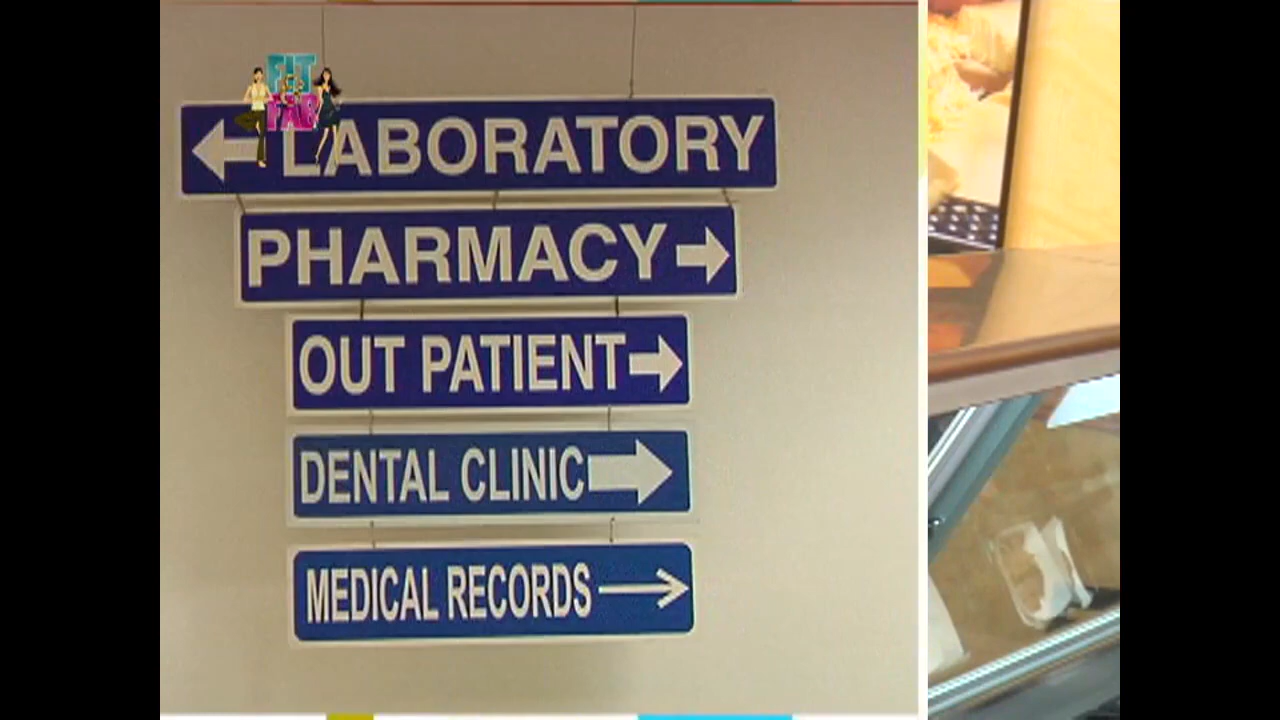 FIT
FAB
LABORATORY
PHARMACY
OUT PATIENT
DENTAL CLINIC
MEDICAL RECORDS